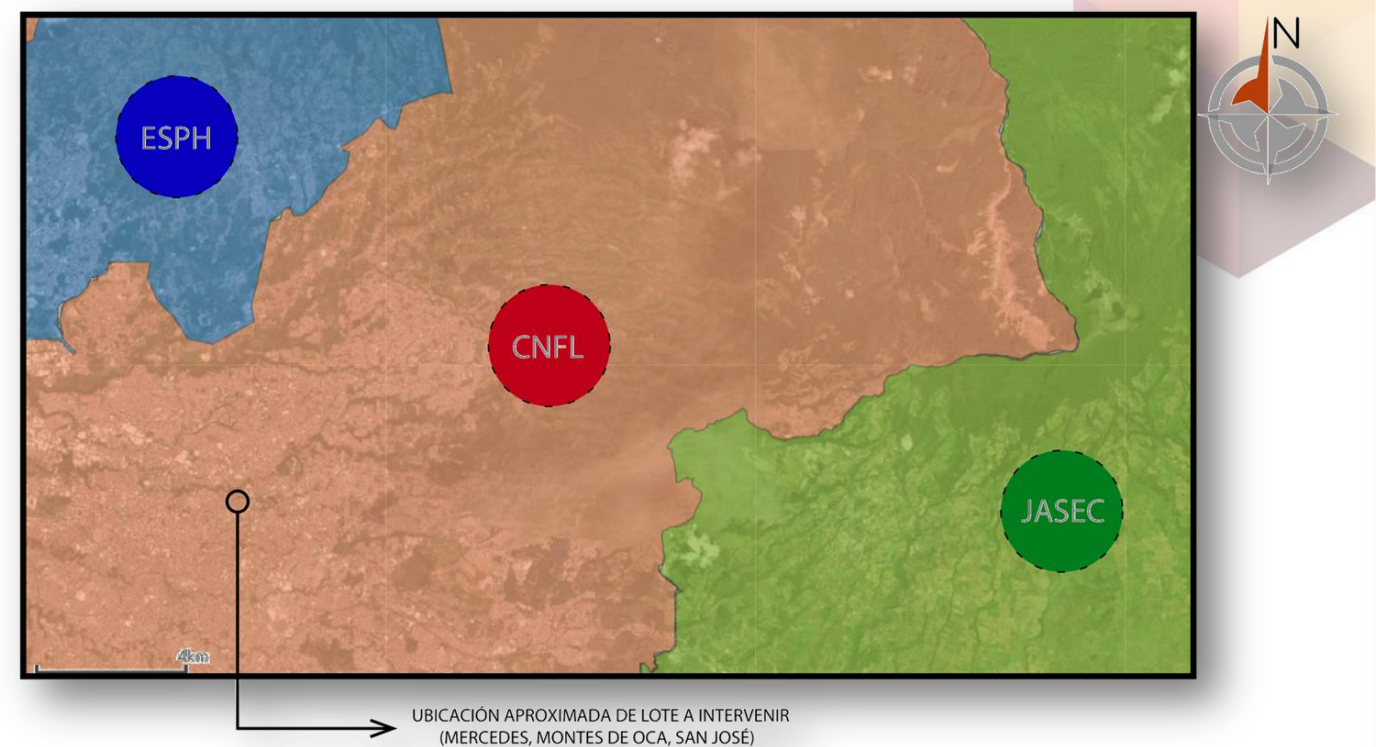 N
ESPH
CNFL
JASEC
4km
UBICACIÓN APROXIMADA DE LOTE A INTERVENIR
(MERCEDES, MONTES DE OCA, SAN JOSÉ)